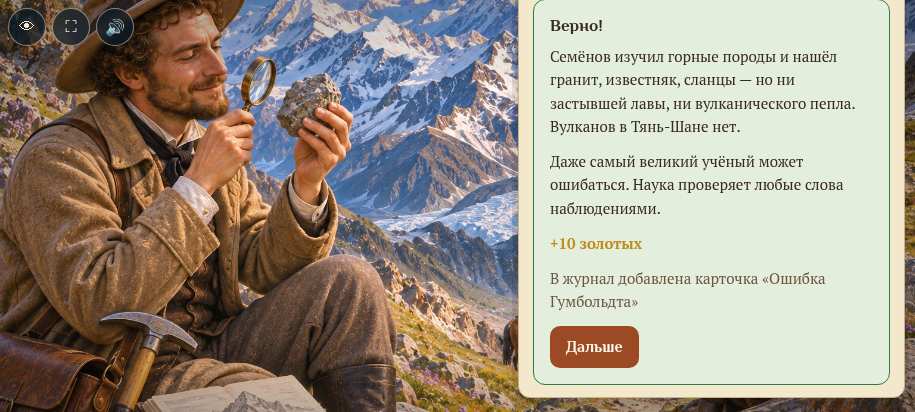 Верно!
Семёнов изучил горные породы и нашёл
гранит, известняк, сланцы — но ни
застывшей лавы, ни вулканического пепла.
Вулканов в Тянь-Шане нет.
Даже самый великий учёный может
ошибаться. Наука проверяет любые слова
наблюдениями.
+10 золотых
В журнал добавлена карточка «Ошибка
Гумбольдта»
Дальше